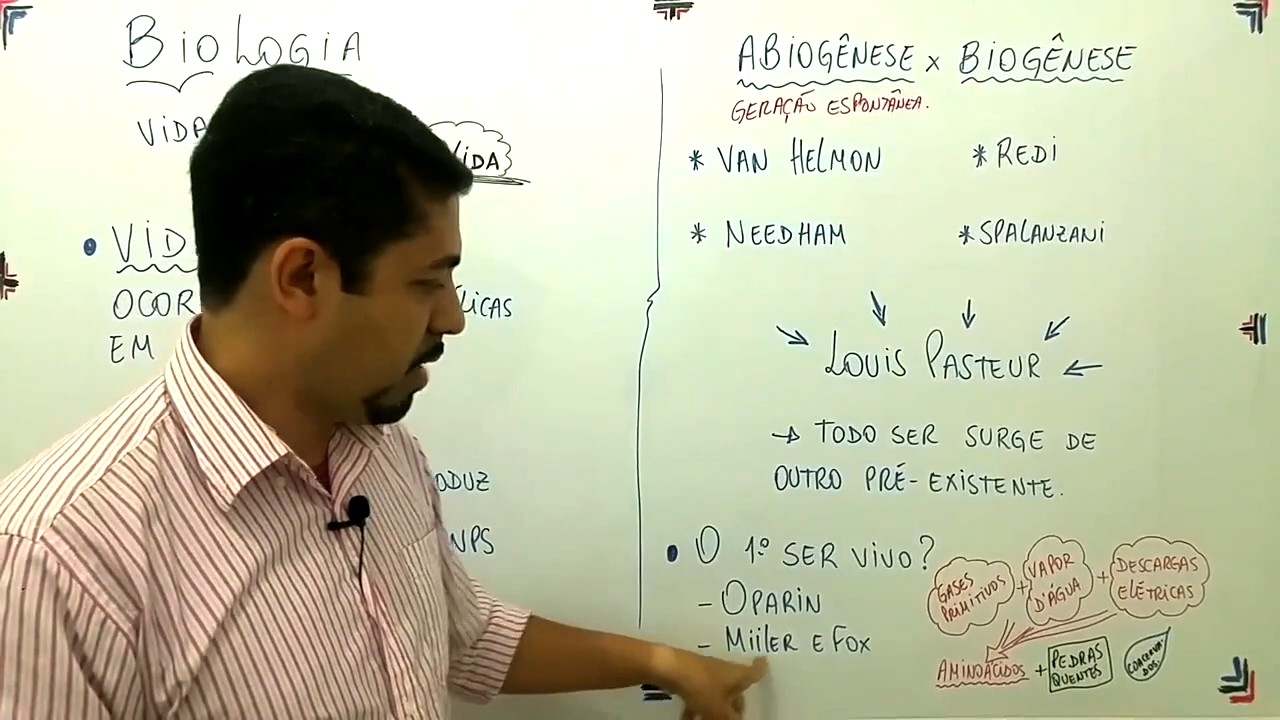 BIOLOGIA
VIDA
VIDA
• VID
OCOR LICAS
EM
ODUZ
NPS
ABIOGÊNESE x BIOGÊNESE
GERAÇÃO ESPONTÂNEA.
* VAN HELMON * REDI
* NEEDHAM * SPALANZANI
LOUIS PASTEUR
→ TODO SER SURGE DE
OUTRO PRÉ-EXISTENTE.
• O 1º SER VIVO?
- OPARIN
- MIILER E FOX
GASES
PRIMITIVOS
+
VAPOR
D'ÁGUA
+
DESCARGAS
ELÉTRICAS
AMINOÁCIDOS
+
PEDRAS
QUENTES